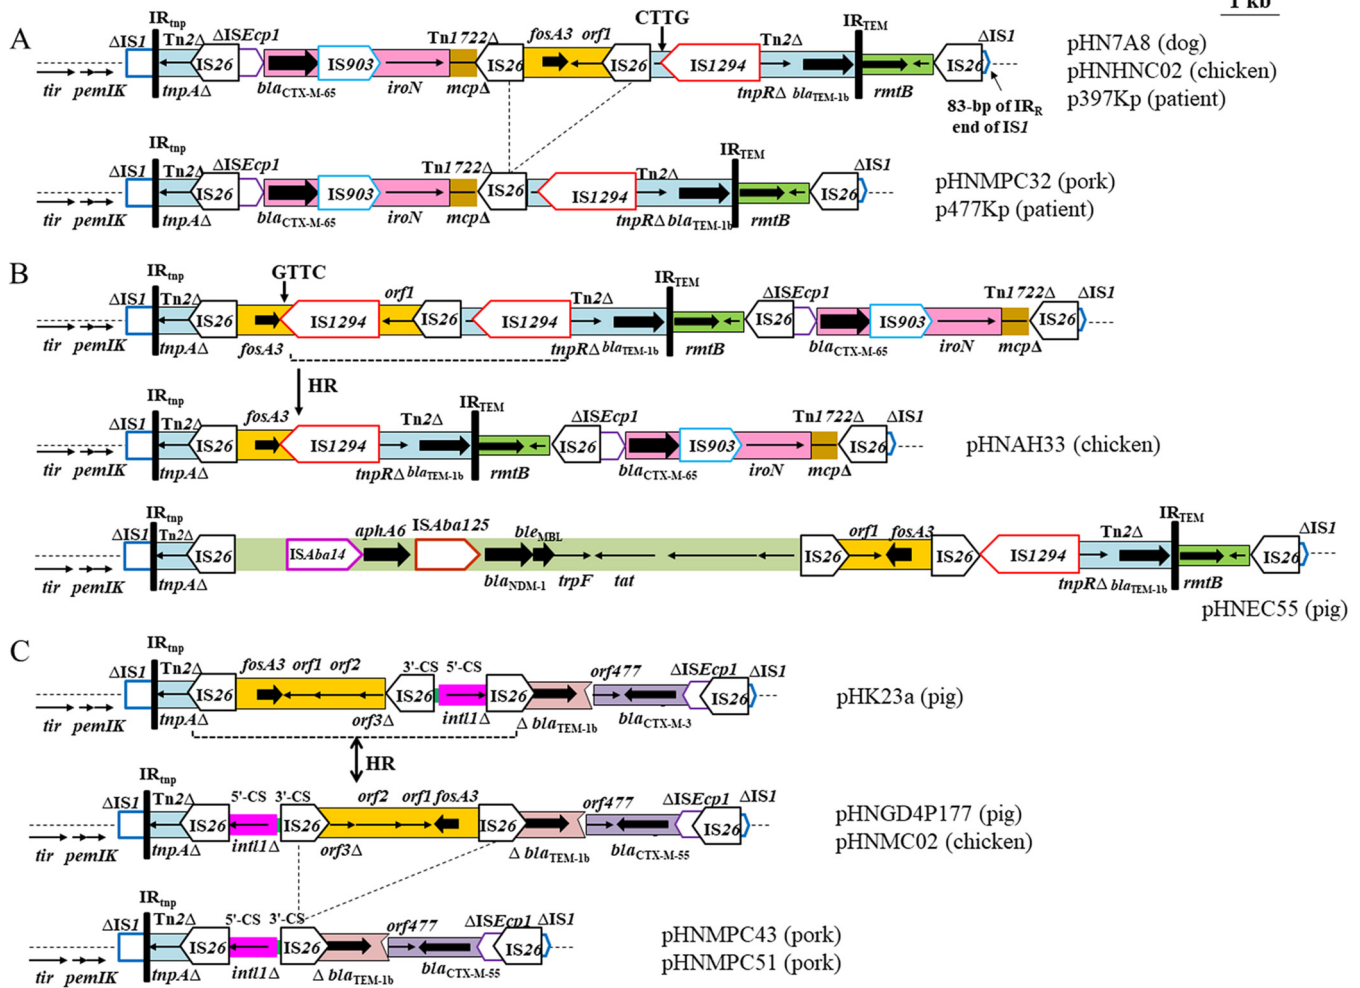 1 kb
A
IRtnp
CTTG
IRTEM
ΔIS1 Tn2Δ ΔISEcp1 Tn1722Δ fosA3 orf1 Tn2Δ ΔIS1
IS26 IS903 IS26 IS26 IS1294 IS26
tir pemIK tnpAΔ blaCTX-M-65 iroN mcpΔ tnpRΔ blaTEM-1b rmtB
83-bp of IRR
end of IS1
pHN7A8 (dog)
pHNHNC02 (chicken)
p397Kp (patient)
IRtnp IRTEM
ΔIS1 Tn2Δ ΔISEcp1 Tn1722Δ Tn2Δ ΔIS1
IS26 IS903 IS26 IS1294 IS26
tir pemIK tnpAΔ blaCTX-M-65 iroN mcpΔ tnpRΔ blaTEM-1b rmtB
pHNMPC32 (pork)
p477Kp (patient)
B
IRtnp GTTC IRTEM
ΔIS1 Tn2Δ orf1 Tn2Δ ΔISEcp1 Tn1722Δ ΔIS1
IS26 IS1294 IS26 IS1294 IS26 IS903 IS26
tir pemIK tnpAΔ fosA3 tnpRΔ blaTEM-1b rmtB blaCTX-M-65 iroN mcpΔ
HR
IRtnp IRTEM
ΔIS1 Tn2Δ fosA3 Tn2Δ ΔISEcp1 Tn1722Δ ΔIS1
IS26 IS1294 IS26 IS903 IS26
tir pemIK tnpAΔ tnpRΔ blaTEM-1b rmtB blaCTX-M-65 iroN mcpΔ
pHNAH33 (chicken)
IRtnp IRTEM
ΔIS1 Tn2Δ aphA6 ISAba125 bleMBL orf1 fosA3 Tn2Δ ΔIS1
IS26 ISAba14 IS26 IS26 IS1294 IS26
tir pemIK tnpAΔ blaNDM-1 trpF tat tnpRΔ blaTEM-1b rmtB
pHNEC55 (pig)
C
IRtnp
ΔIS1 Tn2Δ fosA3 orf1 orf2 3'-CS 5'-CS orf477 ΔISEcp1 ΔIS1
IS26 IS26 IS26 IS26
tir pemIK tnpAΔ orf3Δ intl1Δ Δ blaTEM-1b blaCTX-M-3
pHK23a (pig)
HR
IRtnp
ΔIS1 Tn2Δ 5'-CS 3'-CS orf2 orf1 fosA3 orf477 ΔISEcp1 ΔIS1
IS26 IS26 IS26 IS26
tir pemIK tnpAΔ intl1Δ orf3Δ Δ blaTEM-1b blaCTX-M-55
pHNGD4P177 (pig)
pHNMC02 (chicken)
IRtnp
ΔIS1 Tn2Δ 5'-CS 3'-CS orf477 ΔISEcp1 ΔIS1
IS26 IS26 IS26
tir pemIK tnpAΔ intl1Δ Δ blaTEM-1b blaCTX-M-55
pHNMPC43 (pork)
pHNMPC51 (pork)